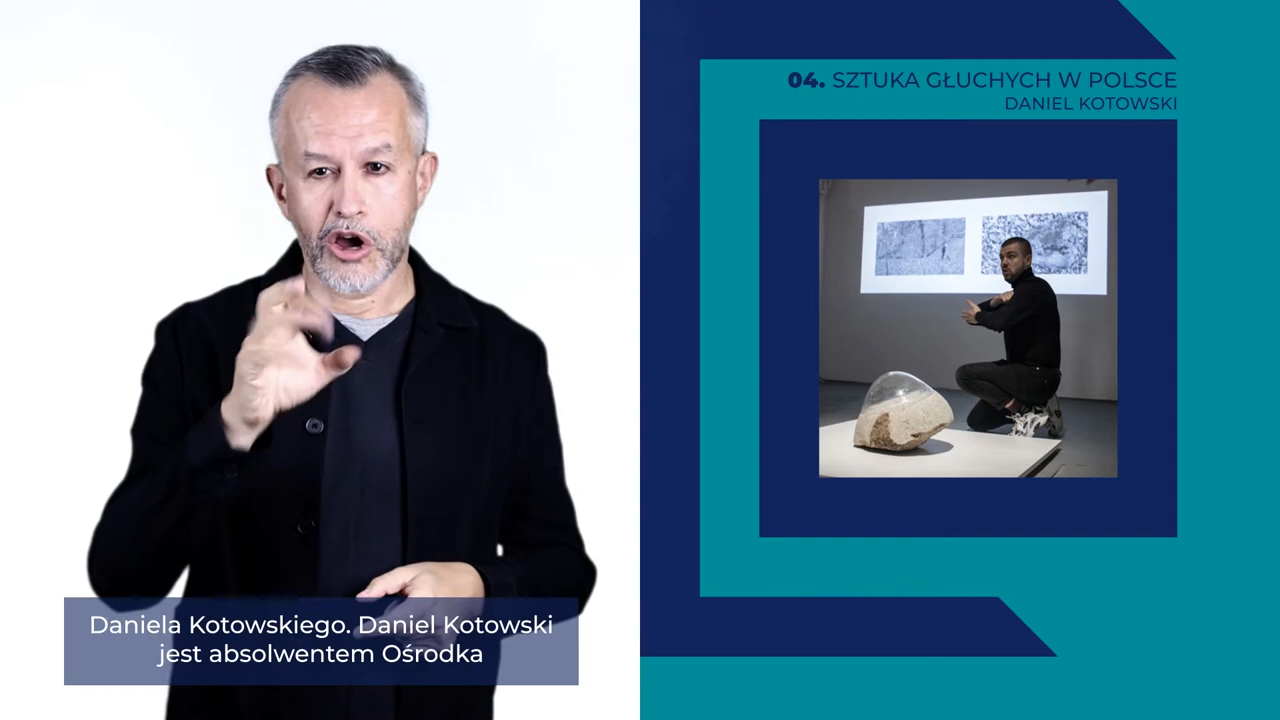 04. SZTUKA GŁUCHYCH W POLSCE
DANIEL KOTOWSKI
Daniela Kotowskiego. Daniel Kotowski
jest absolwentem Ośrodka